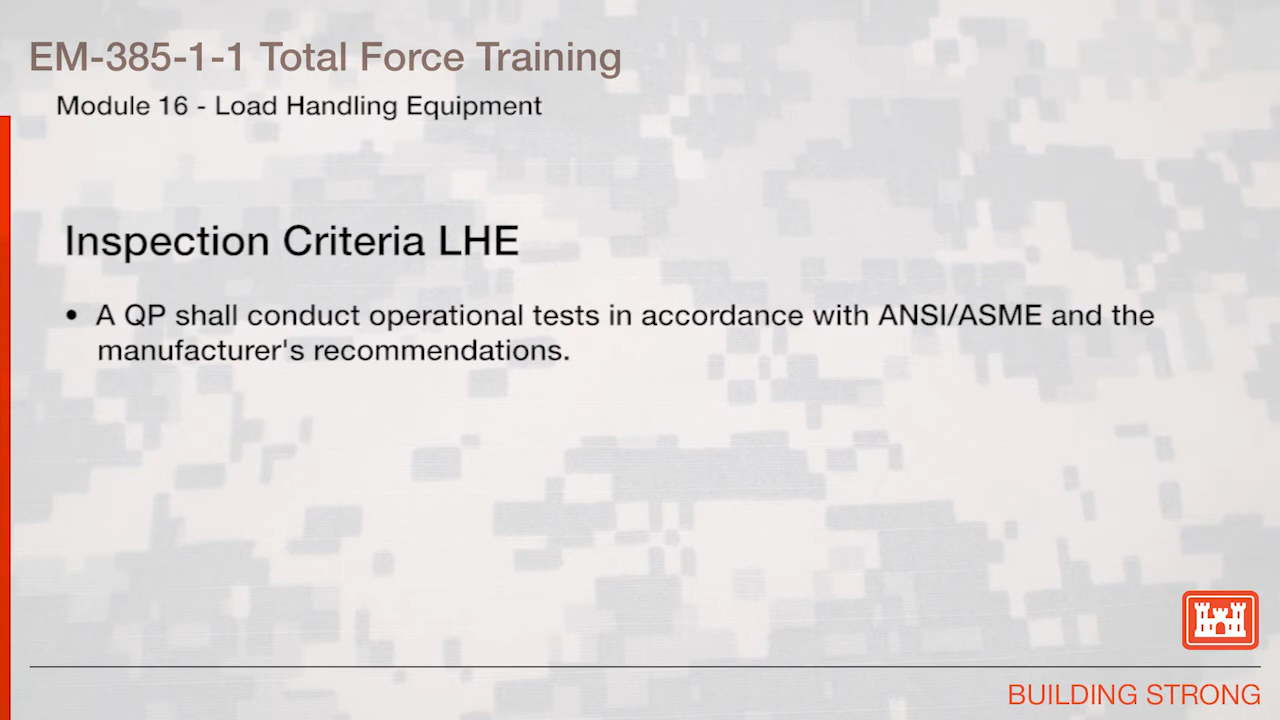 EM-385-1-1 Total Force Training
Module 16 - Load Handling Equipment
Inspection Criteria LHE
• A QP shall conduct operational tests in accordance with ANSI/ASME and the
manufacturer's recommendations.
BUILDING STRONG